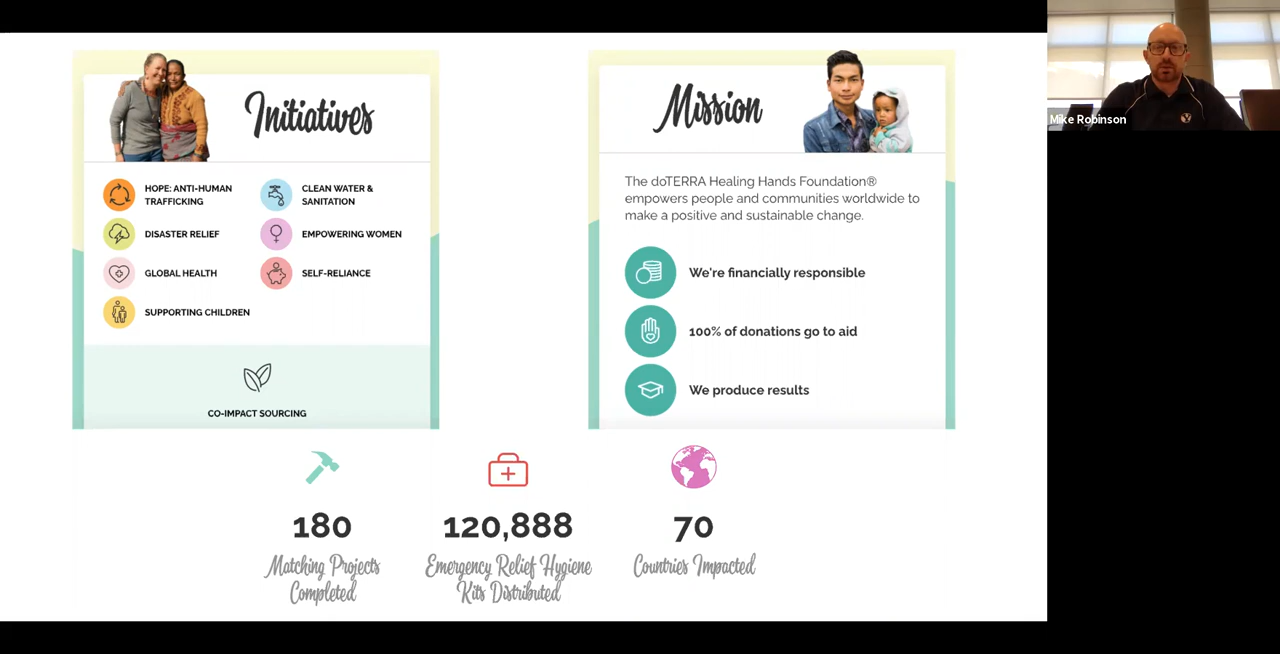 Initiatives
HOPE: ANTI-HUMAN
TRAFFICKING
CLEAN WATER &
SANITATION
DISASTER RELIEF
EMPOWERING WOMEN
GLOBAL HEALTH
SELF-RELIANCE
SUPPORTING CHILDREN
CO-IMPACT SOURCING
Mission
The doTERRA Healing Hands Foundation®
empowers people and communities worldwide to
make a positive and sustainable change.
We're financially responsible
100% of donations go to aid
We produce results
180
Matching Projects
Completed
120,888
Emergency Relief Hygiene
Kits Distributed
70
Countries Impacted
Mike Robinson